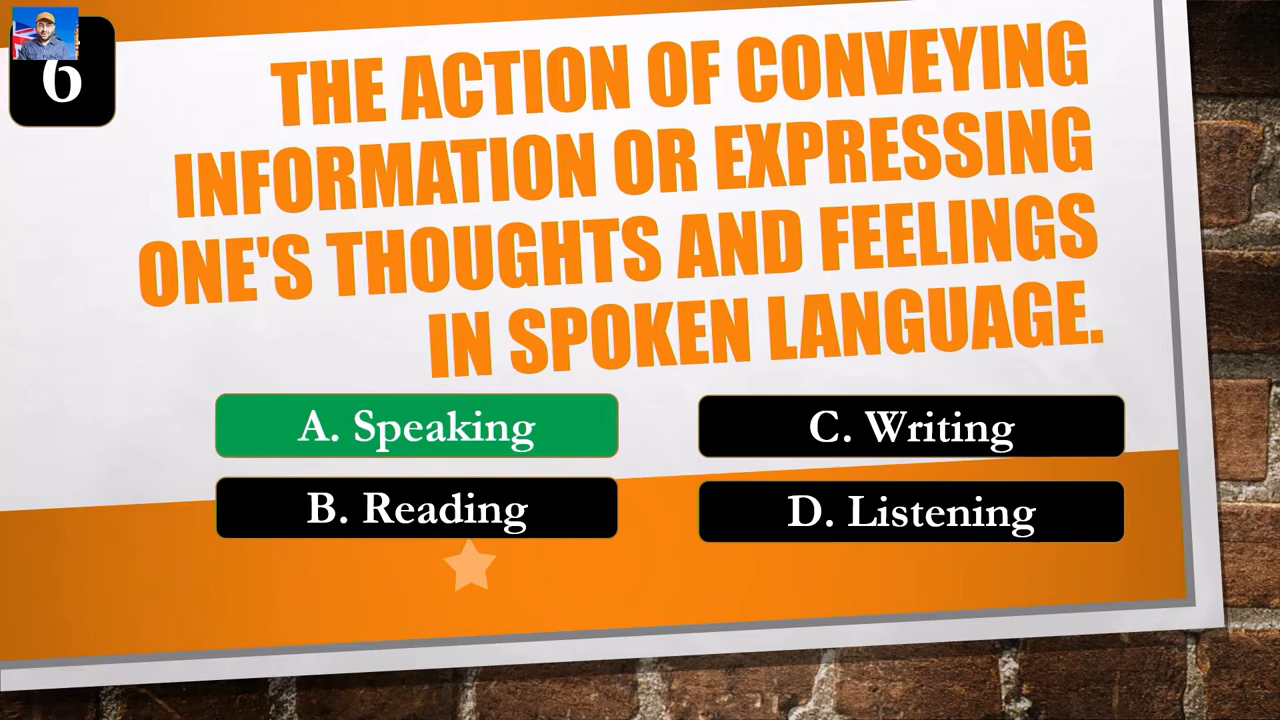 6
THE ACTION OF CONVEYING
INFORMATION OR EXPRESSING
ONE'S THOUGHTS AND FEELINGS
IN SPOKEN LANGUAGE.
A. Speaking
C. Writing
B. Reading
D. Listening